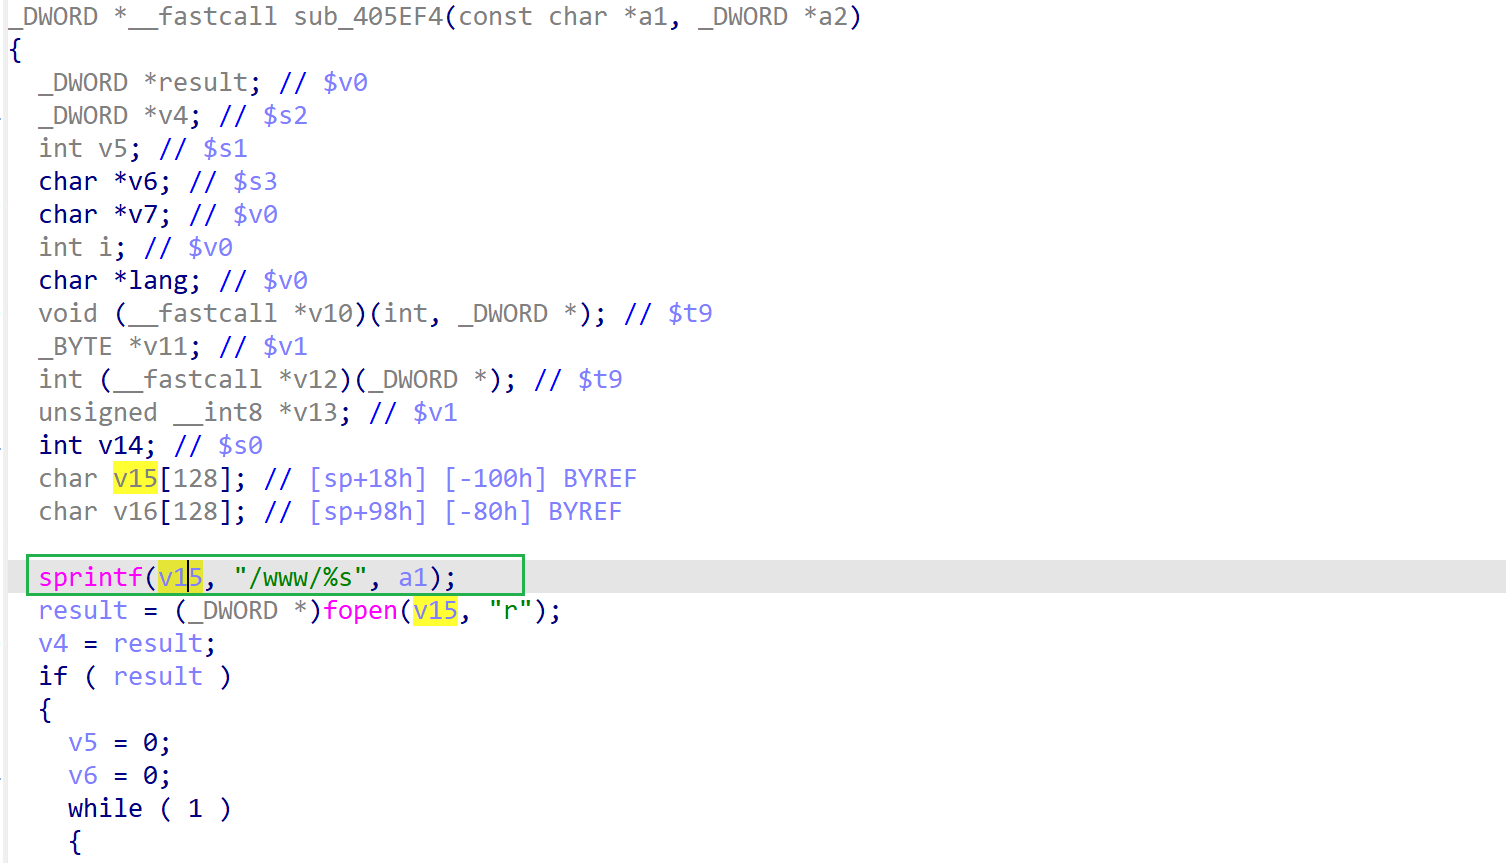 _DWORD *__fastcall sub_405EF4(const char *a1, _DWORD *a2)
{
  _DWORD *result; // $v0
  _DWORD *v4; // $s2
  int v5; // $s1
  char *v6; // $s3
  char *v7; // $v0
  int i; // $v0
  char *lang; // $v0
  void (__fastcall *v10)(int, _DWORD *); // $t9
  _BYTE *v11; // $v1
  int (__fastcall *v12)(_DWORD *); // $t9
  unsigned __int8 *v13; // $v1
  int v14; // $s0
  char v15[128]; // [sp+18h] [-100h] BYREF
  char v16[128]; // [sp+98h] [-80h] BYREF

  sprintf(v15, "/www/%s", a1);
  result = (_DWORD *)fopen(v15, "r");
  v4 = result;
  if ( result )
  {
    v5 = 0;
    v6 = 0;
    while ( 1 )
    {